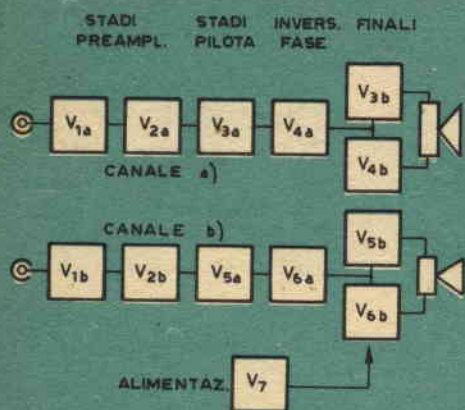 STADI STADI INVERS. FINALI
PREAMPL. PILOTA FASE
V3b
V1a V2a V3a V4a
V4b
CANALE a)
CANALE b)
V5b
V1b V2b V5a V6a
V6b
ALIMENTAZ. V7